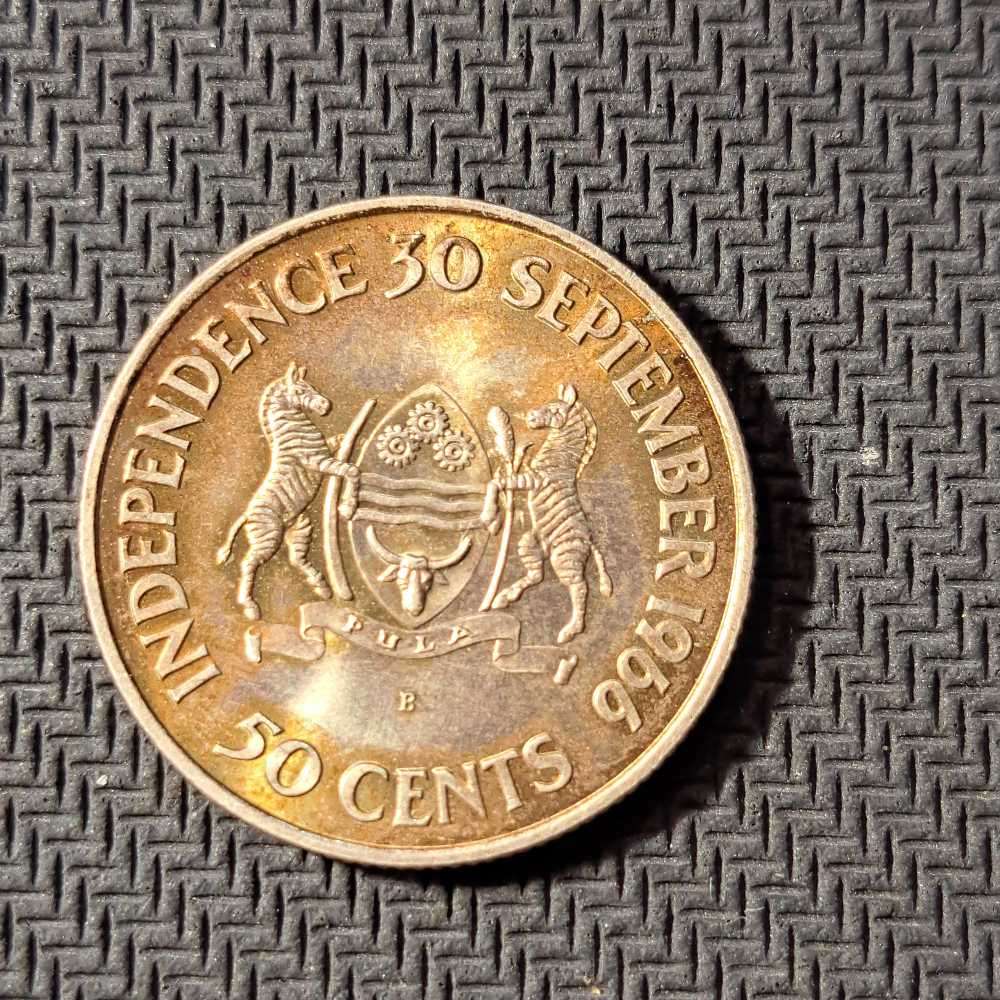 INDEPENDENCE 30 SEPTEMBER 1966
PULA
B
50 CENTS